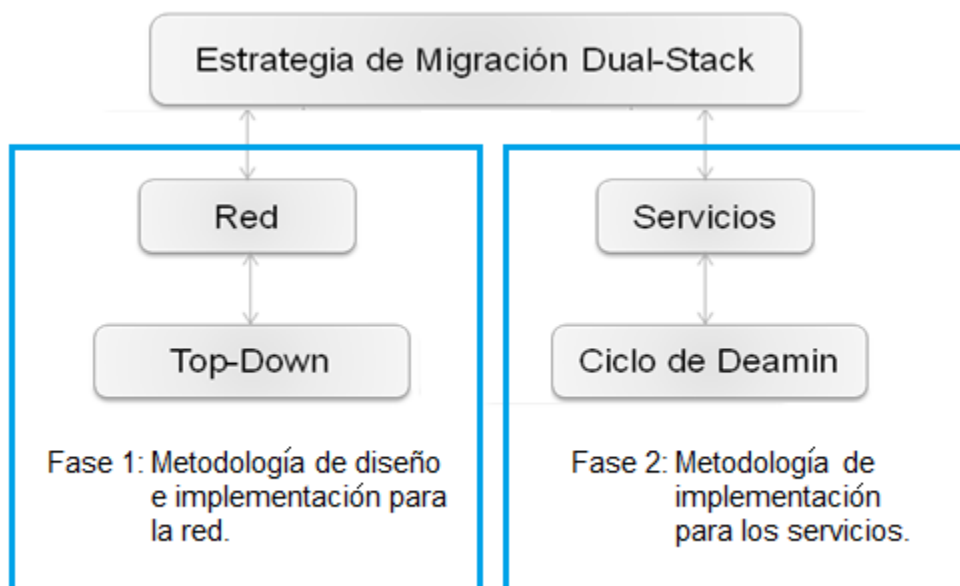 Estrategia de Migración Dual-Stack
Red
Servicios
Top-Down
Ciclo de Deamin
Fase 1: Metodología de diseño
e implementación para
la red.
Fase 2: Metodología de
implementación
para los servicios.